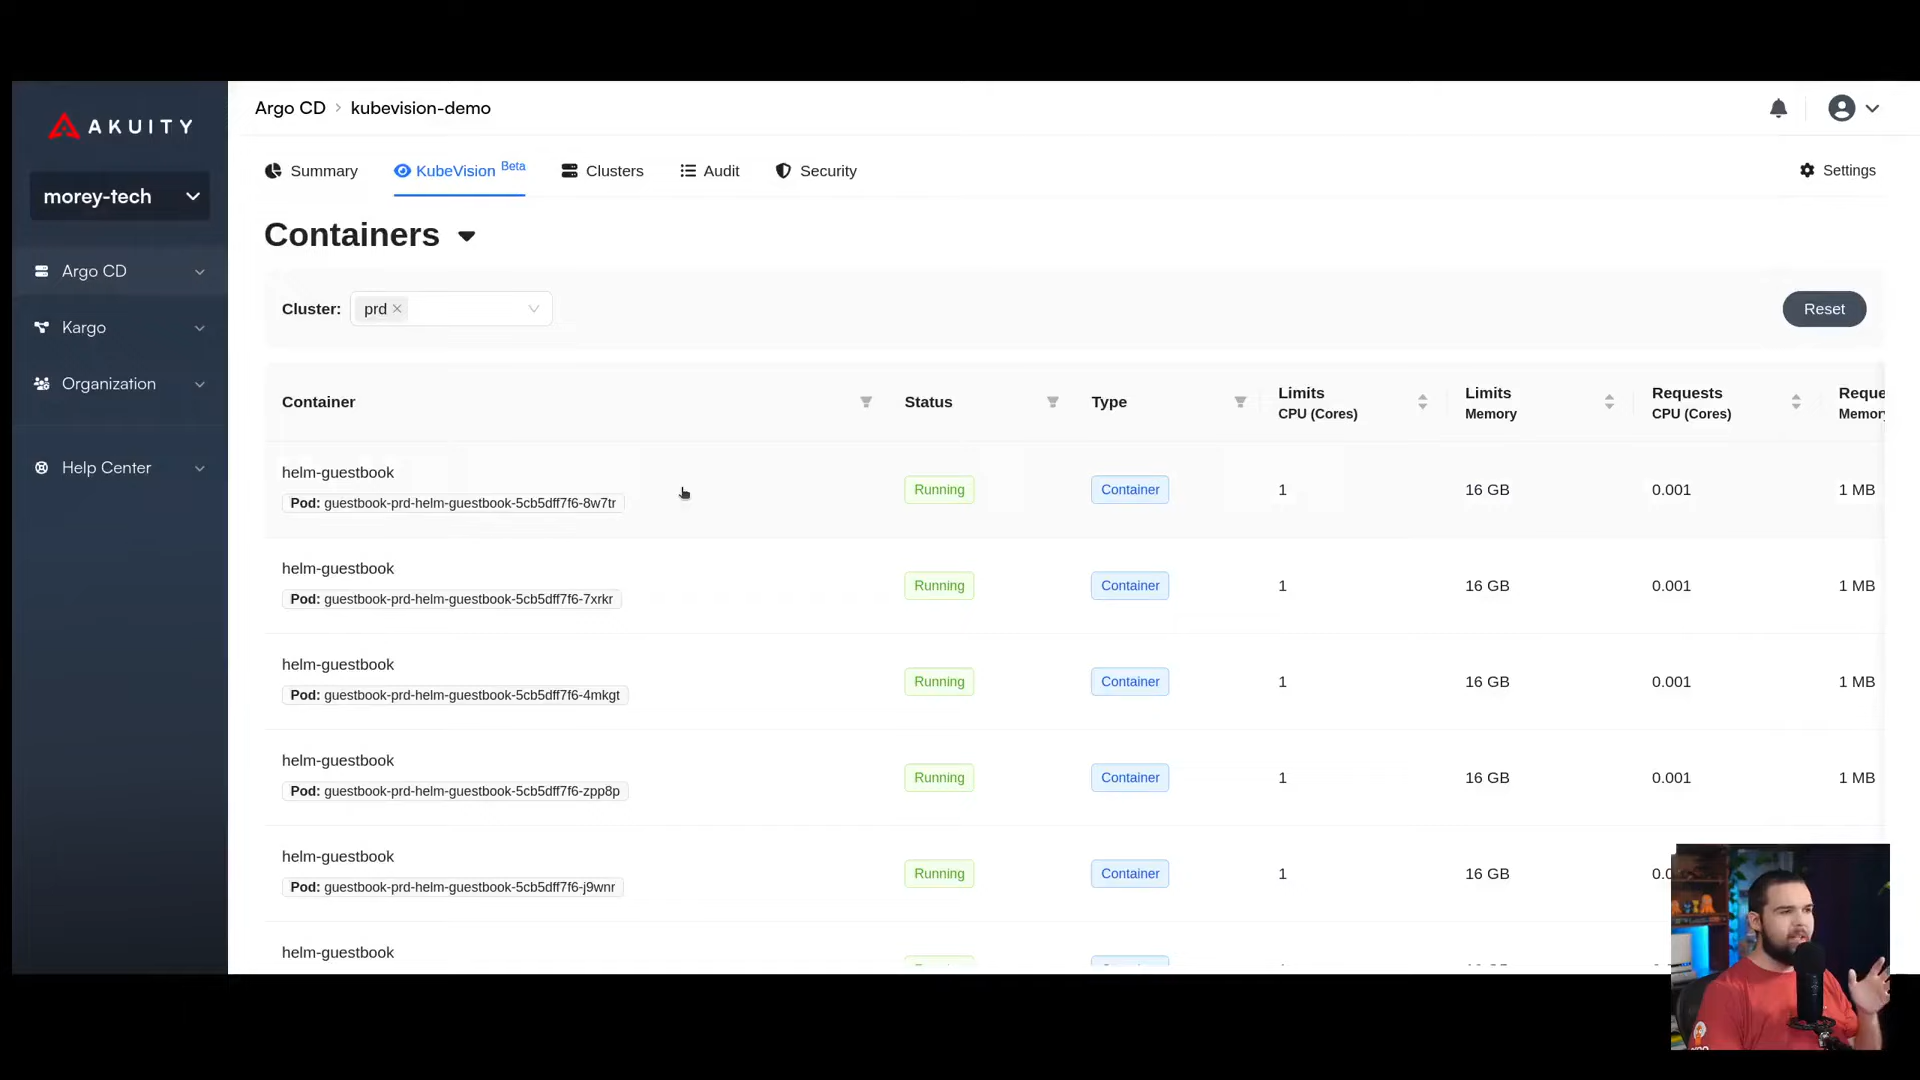 AKUITY
morey-tech
Argo CD
Kargo
Organization
Help Center
Argo CD > kubevision-demo
Summary KubeVision Beta Clusters Audit Security Settings
Containers
Cluster: prd × Reset
Container Status Type Limits CPU (Cores) Limits Memory Requests CPU (Cores) Reque Memory
helm-guestbook
Pod: guestbook-prd-helm-guestbook-5cb5dff7f6-8w7tr Running Container 1 16 GB 0.001 1 MB
helm-guestbook
Pod: guestbook-prd-helm-guestbook-5cb5dff7f6-7xrkr Running Container 1 16 GB 0.001 1 MB
helm-guestbook
Pod: guestbook-prd-helm-guestbook-5cb5dff7f6-4mkgt Running Container 1 16 GB 0.001 1 MB
helm-guestbook
Pod: guestbook-prd-helm-guestbook-5cb5dff7f6-zpp8p Running Container 1 16 GB 0.001 1 MB
helm-guestbook
Pod: guestbook-prd-helm-guestbook-5cb5dff7f6-j9wnr Running Container 1 16 GB
helm-guestbook